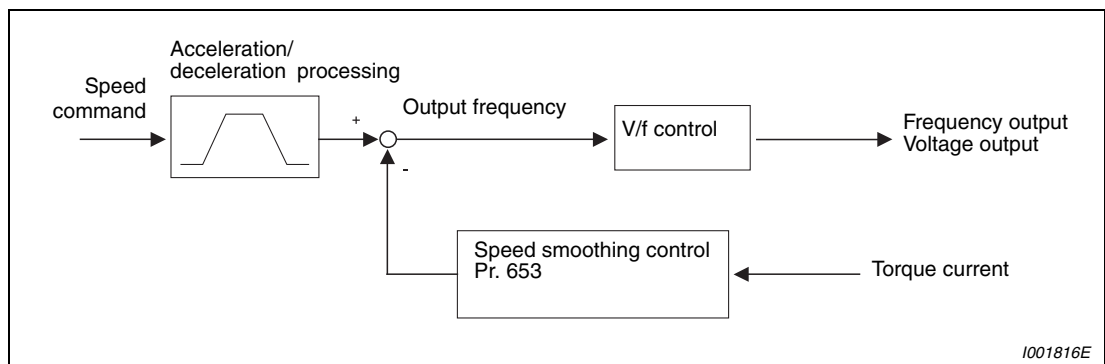 Acceleration/
deceleration processing
Speed
command
+
Output frequency
V/f control
Frequency output
Voltage output
-
Speed smoothing control
Pr. 653
Torque current
I001816E